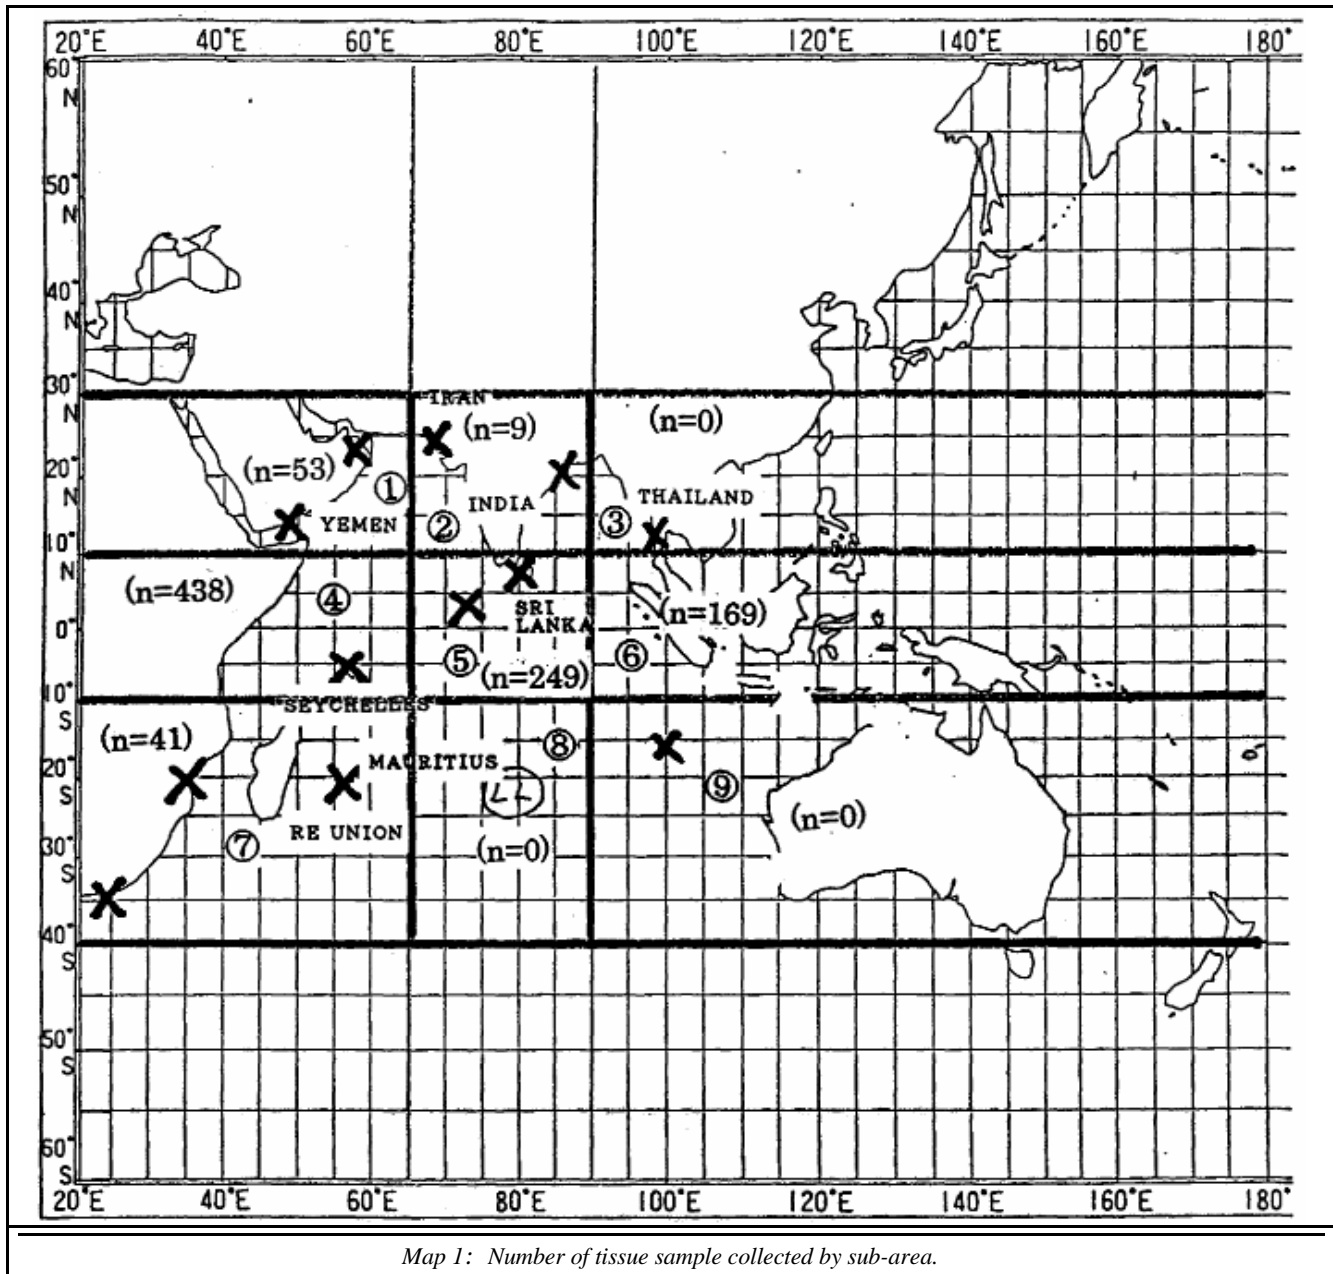 20°E 40°E 60°E 80°E 100°E 120°E 140°E 160°E 180°
60°
N
50°
N
40°
N
30°
N
IRAN
(n=9)
(n=0)
(n=53)
20°
N
①
INDIA
THAILAND
YEMEN
②
③
10°
N
(n=438)
④
SRI
LANKA
(n=169)
0°
⑤
⑥
(n=249)
10°
S
SEYCHELLES
(n=41)
⑧
MAURITIUS
20°
S
LL
⑨
(n=0)
RE UNION
⑦
(n=0)
30°
S
40°
S
50°
S
60°
S
20°E 40°E 60°E 80°E 100°E 120°E 140°E 160°E 180°
Map 1: Number of tissue sample collected by sub-area.